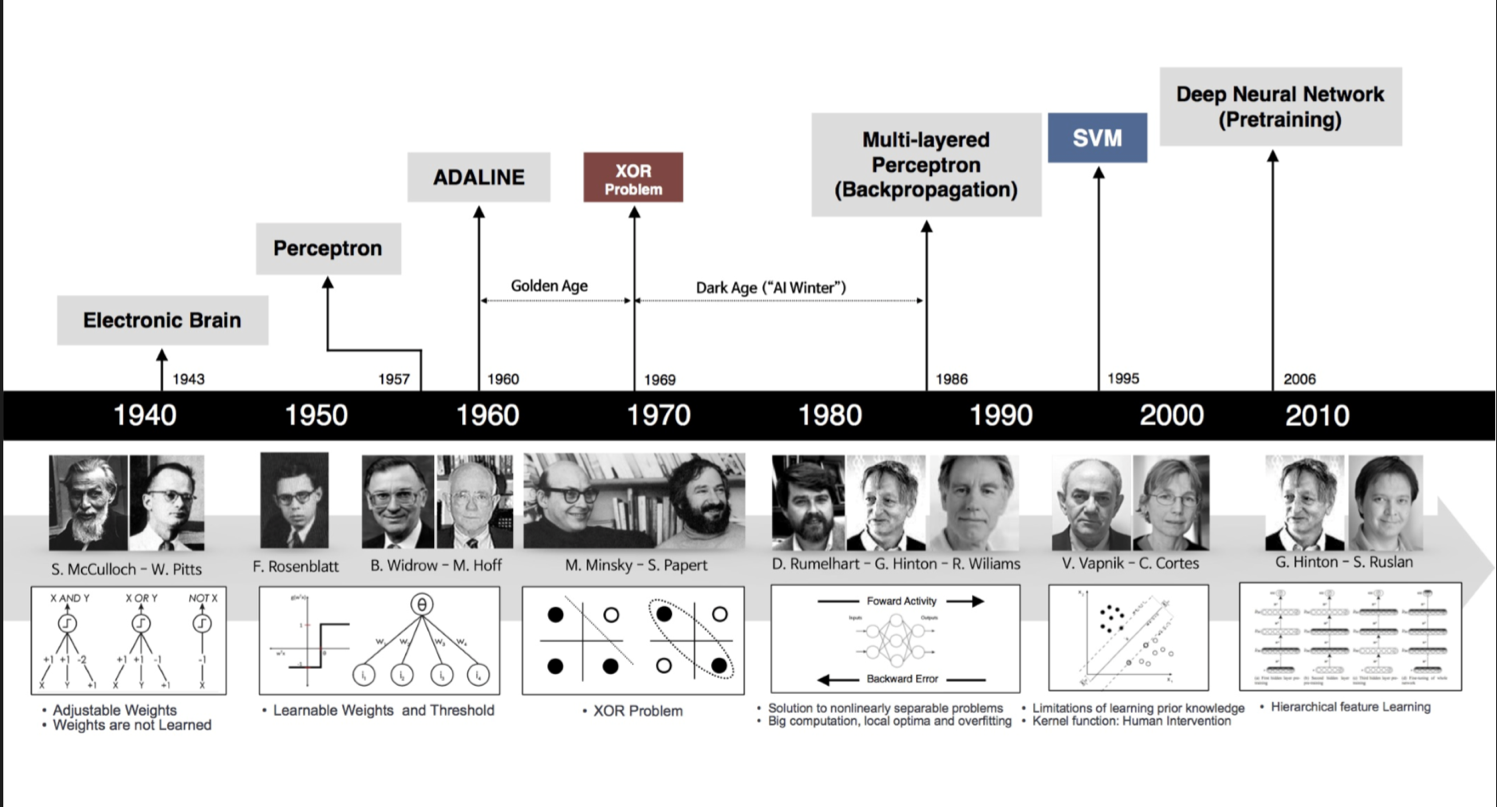 Deep Neural Network
(Pretraining)
Multi-layered
Perceptron
(Backpropagation)
SVM
ADALINE
XOR
Problem
Perceptron
Golden Age
Dark Age (“AI Winter”)
Electronic Brain
1943
1957
1960
1969
1986
1995
2006
1940
1950
1960
1970
1980
1990
2000
2010
S. McCulloch – W. Pitts
F. Rosenblatt
B. Widrow – M. Hoff
M. Minsky – S. Papert
D. Rumelhart – G. Hinton – R. Wiliams
V. Vapnik – C. Cortes
G. Hinton – S. Ruslan
X AND Y
X OR Y
NOT X
+1 +1 -2
+1 +1 -1
-1
X Y +1
X Y +1
X
θ
Foward Activity
Inputs
Outputs
Backward Error
• Adjustable Weights
• Weights are not Learned
• Learnable Weights and Threshold
• XOR Problem
• Solution to nonlinearly separable problems
• Big computation, local optima and overfitting
• Limitations of learning prior knowledge
• Kernel function: Human Intervention
• Hierarchical feature Learning